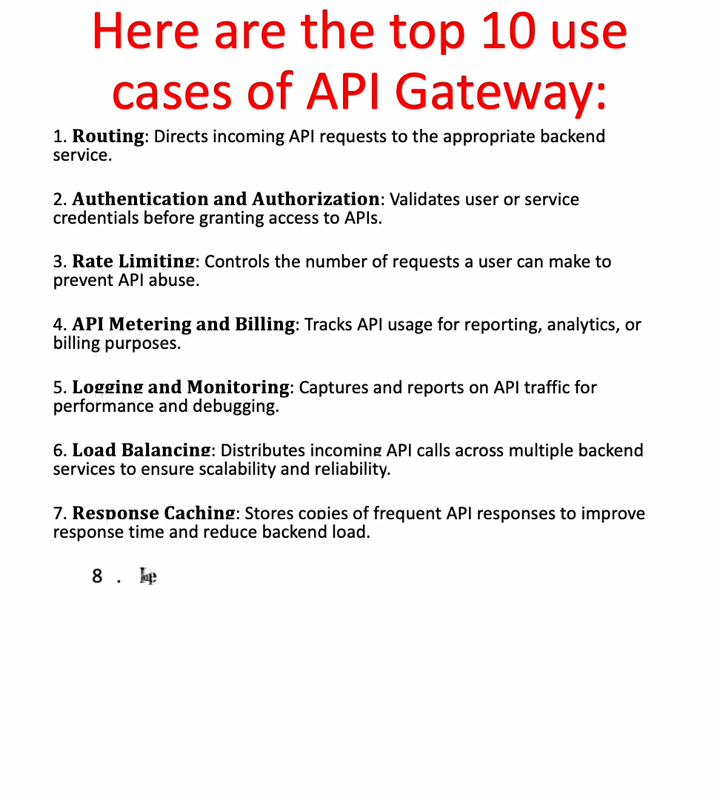 Here are the top 10 use
cases of API Gateway:
1. Routing: Directs incoming API requests to the appropriate backend
service.
2. Authentication and Authorization: Validates user or service
credentials before granting access to APIs.
3. Rate Limiting: Controls the number of requests a user can make to
prevent API abuse.
4. API Metering and Billing: Tracks API usage for reporting, analytics, or
billing purposes.
5. Logging and Monitoring: Captures and reports on API traffic for
performance and debugging.
6. Load Balancing: Distributes incoming API calls across multiple backend
services to ensure scalability and reliability.
7. Response Caching: Stores copies of frequent API responses to improve
response time and reduce backend load.
8 .